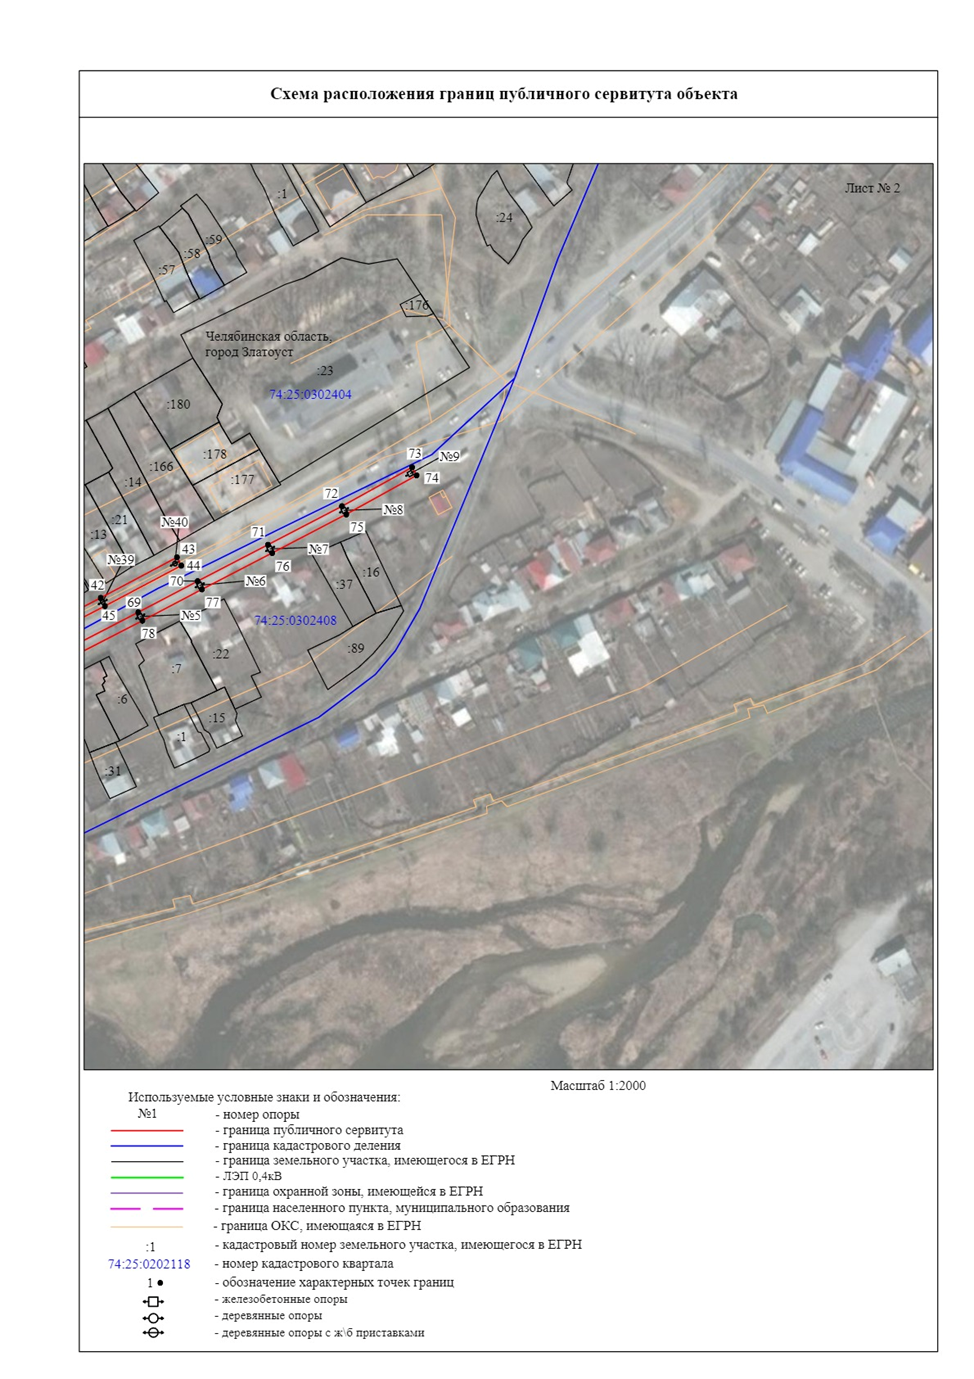 Схема расположения границ публичного сервитута объекта
Лист № 2
:1
:24
:59
:58
:57
:176
Челябинская область,
город Златоуст
:23
74:25:0302404
:180
:178
:166
:177
:14
:21
:13
73
№9
74
72
№8
75
№40
71
43
№7
№39
44
76
:16
42
70
№6
:37
77
45
69
№5
74:25:0302408
78
:89
:22
:7
:6
:15
:1
:31
Масштаб 1:2000
Используемые условные знаки и обозначения:
№1 - номер опоры
- граница публичного сервитута
- граница кадастрового деления
- граница земельного участка, имеющегося в ЕГРН
- ЛЭП 0,4кВ
- граница охранной зоны, имейщейся в ЕГРН
- граница населенного пункта, муниципального образования
- граница ОКС, имеющаяся в ЕГРН
:1 - кадастровый номер земельного участка, имеющегося в ЕГРН
74:25:0202118 - номер кадастрового квартала
1 - обозначение характерных точек границ
- железобетонные опоры
- деревянные опоры
- деревянные опоры с ж\б приставками